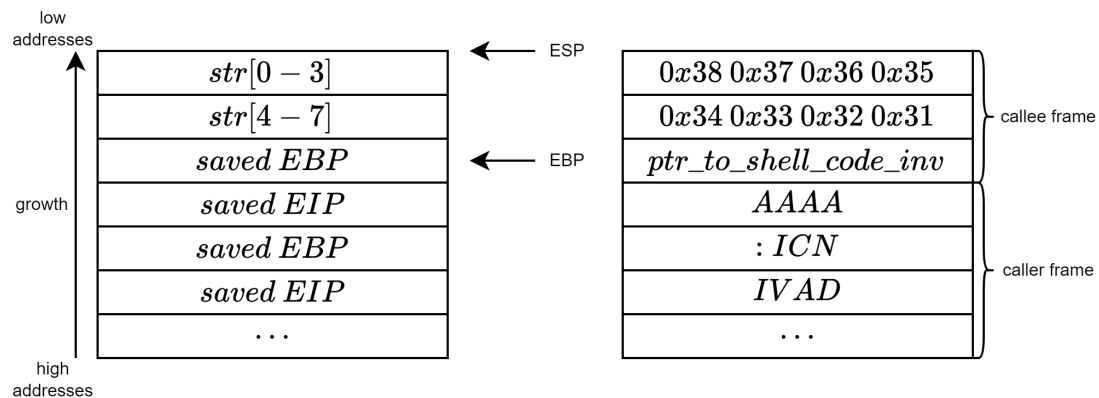 low
addresses
ESP
str[0 − 3]
0x38 0x37 0x36 0x35
str[4 − 7]
0x34 0x33 0x32 0x31
callee frame
saved EBP
EBP
ptr_to_shell_code_inv
growth
saved EIP
AAAA
saved EBP
: ICN
caller frame
saved EIP
IVAD
...
...
high
addresses